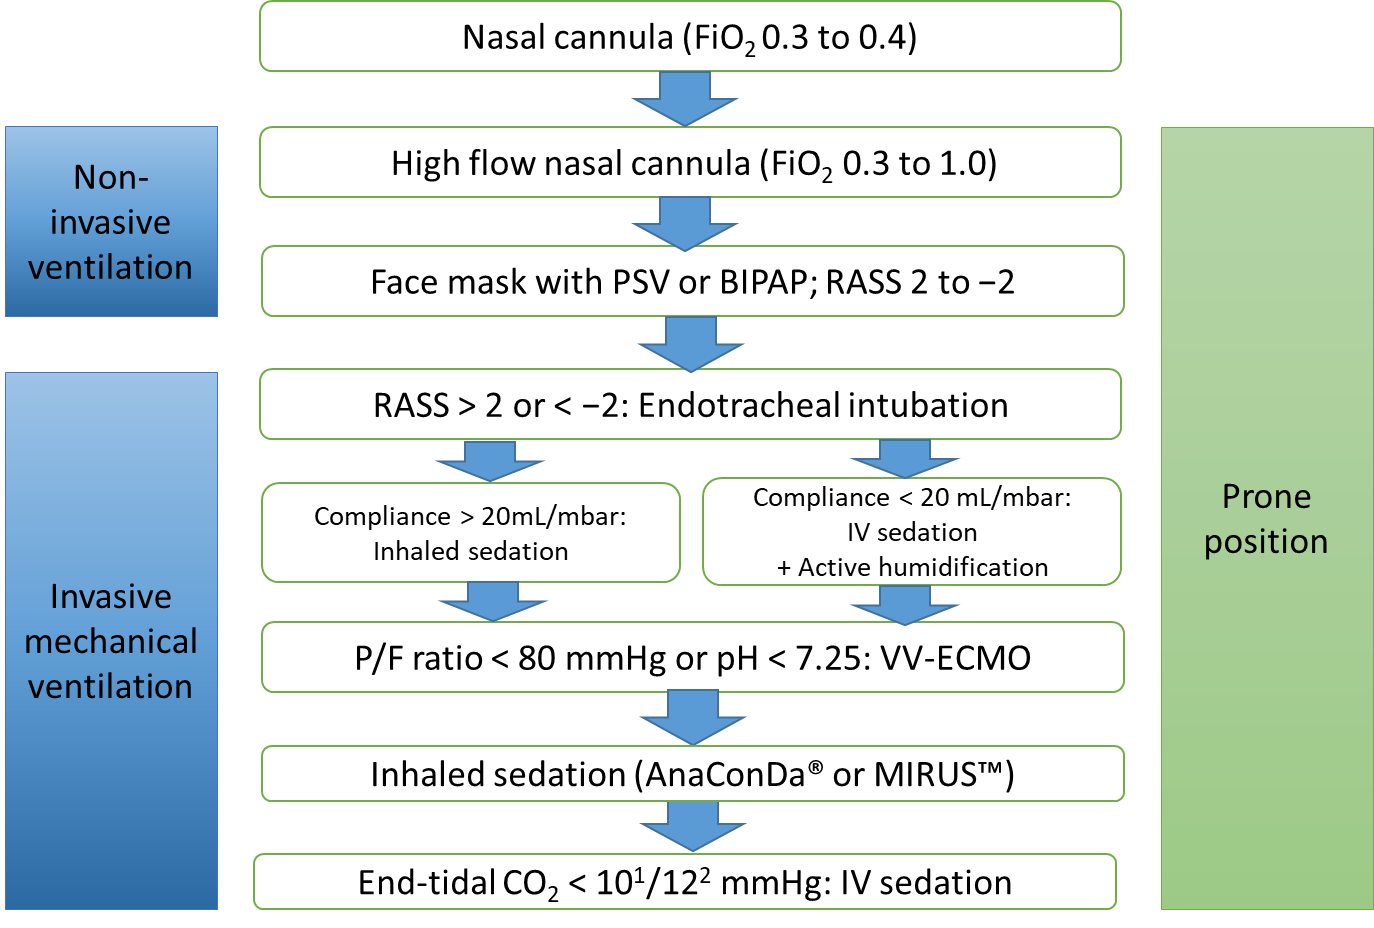 Nasal cannula (FiO₂ 0.3 to 0.4)
Non-
invasive
ventilation
High flow nasal cannula (FiO₂ 0.3 to 1.0)
Face mask with PSV or BIPAP; RASS 2 to −2
RASS > 2 or < −2: Endotracheal intubation
Compliance > 20mL/mbar:
Inhaled sedation
Compliance < 20 mL/mbar:
IV sedation
+ Active humidification
Invasive
mechanical
ventilation
P/F ratio < 80 mmHg or pH < 7.25: VV-ECMO
Inhaled sedation (AnaConDa® or MIRUS™)
End-tidal CO₂ < 10¹/12² mmHg: IV sedation
Prone
position